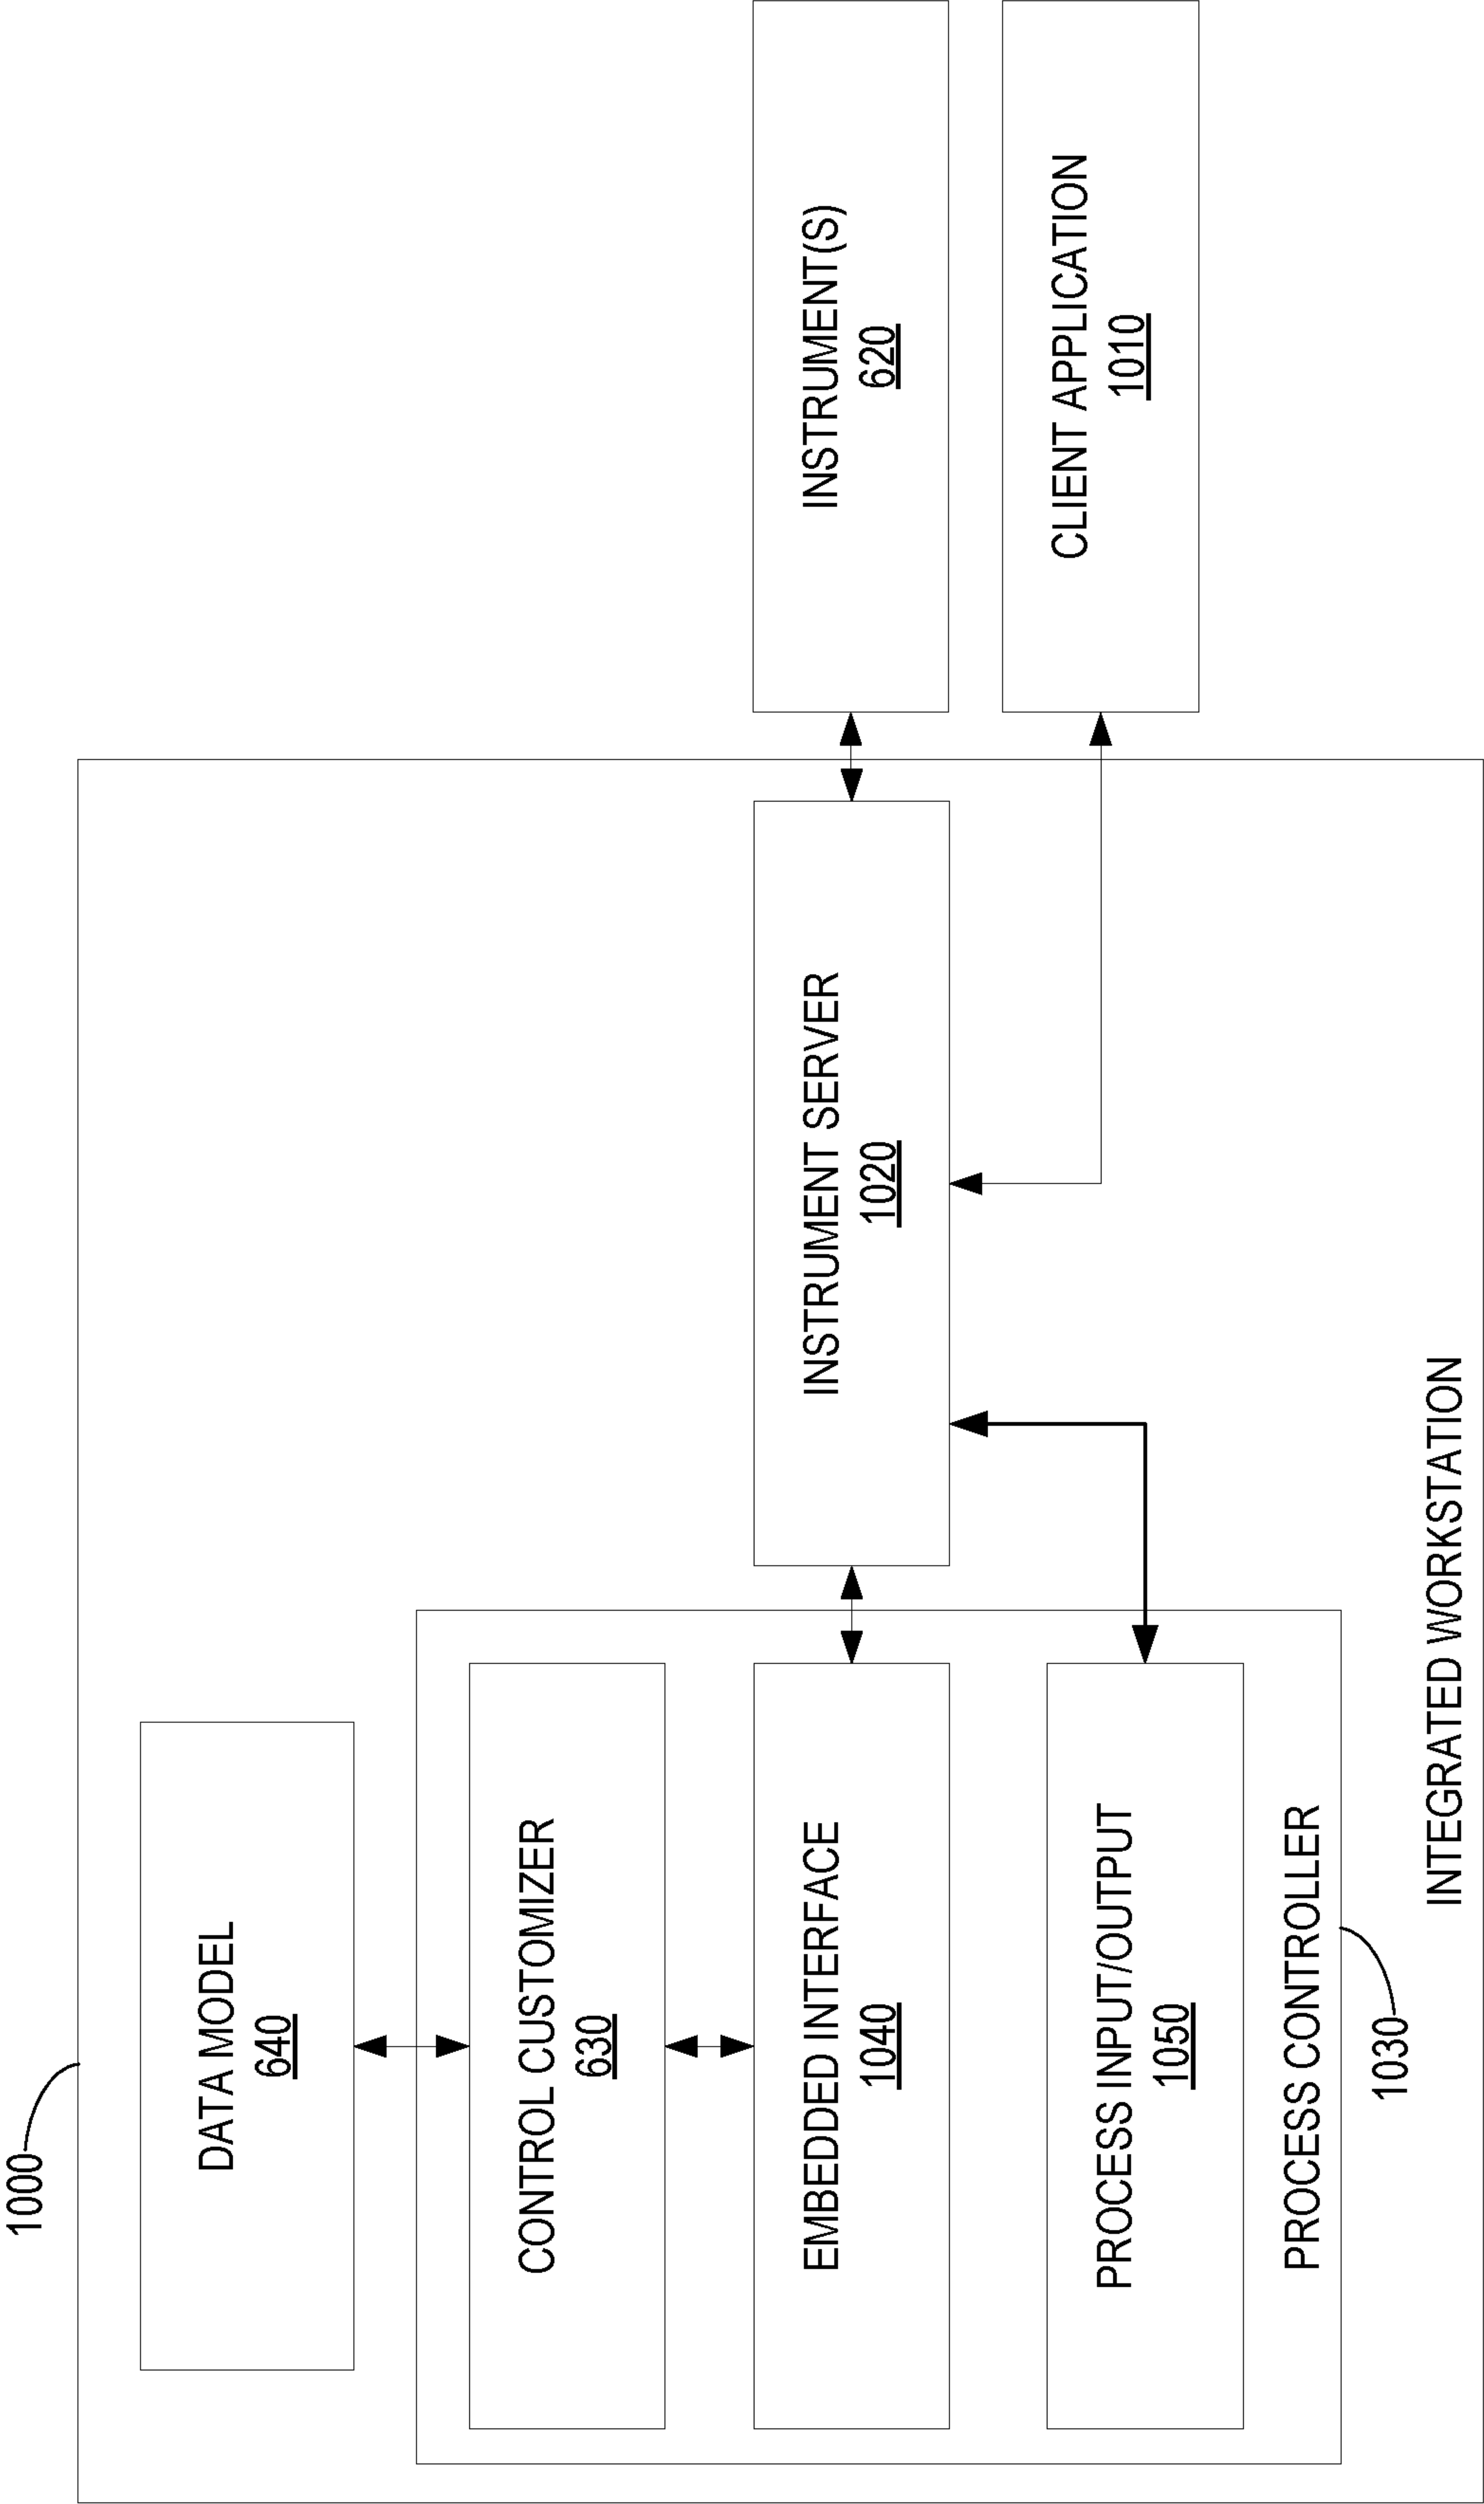 1000
DATA MODEL
640
CONTROL CUSTOMIZER
630
EMBEDDED INTERFACE
1040
PROCESS INPUT/OUTPUT
1050
PROCESS CONTROLLER
1030
INSTRUMENT SERVER
1020
INSTRUMENT(S)
620
CLIENT APPLICATION
1010
INTEGRATED WORKSTATION